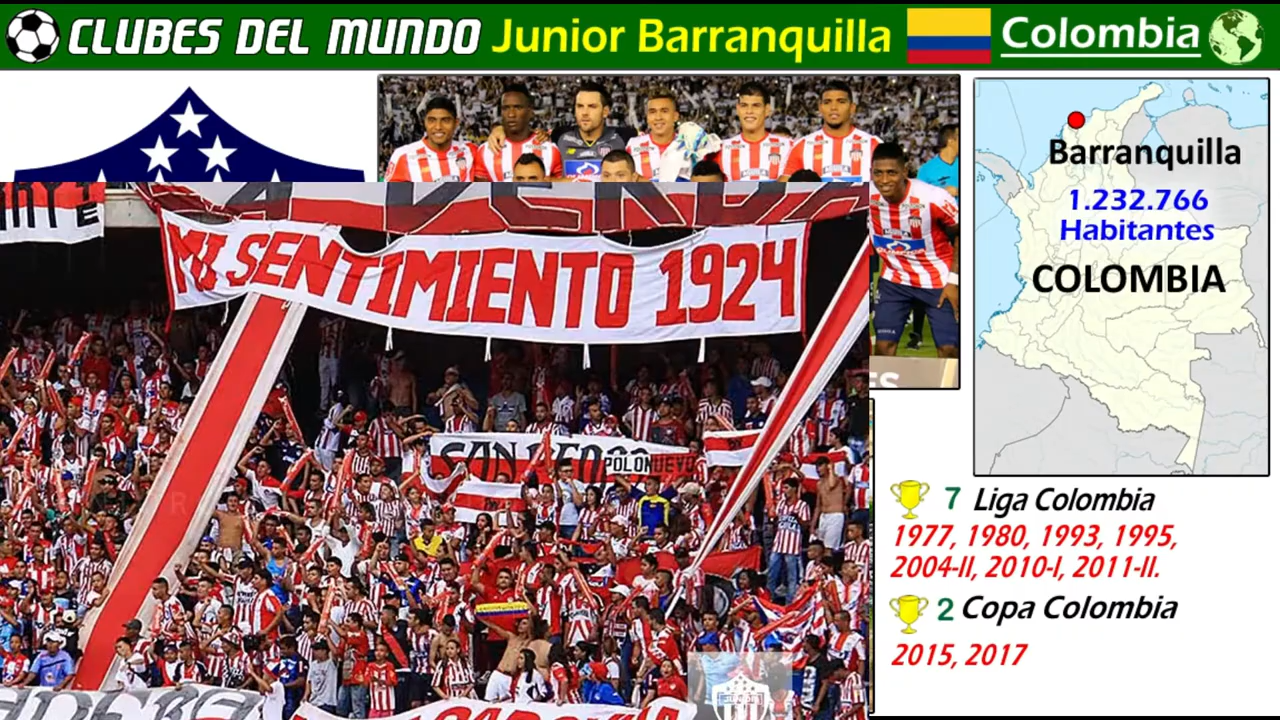 CLUBES DEL MUNDO Junior Barranquilla Colombia
Barranquilla
1.232.766
Habitantes
COLOMBIA
MI SENTIMIENTO 1924
POLONUEVO
7 Liga Colombia
1977, 1980, 1993, 1995,
2004-II, 2010-I, 2011-II.
2 Copa Colombia
2015, 2017